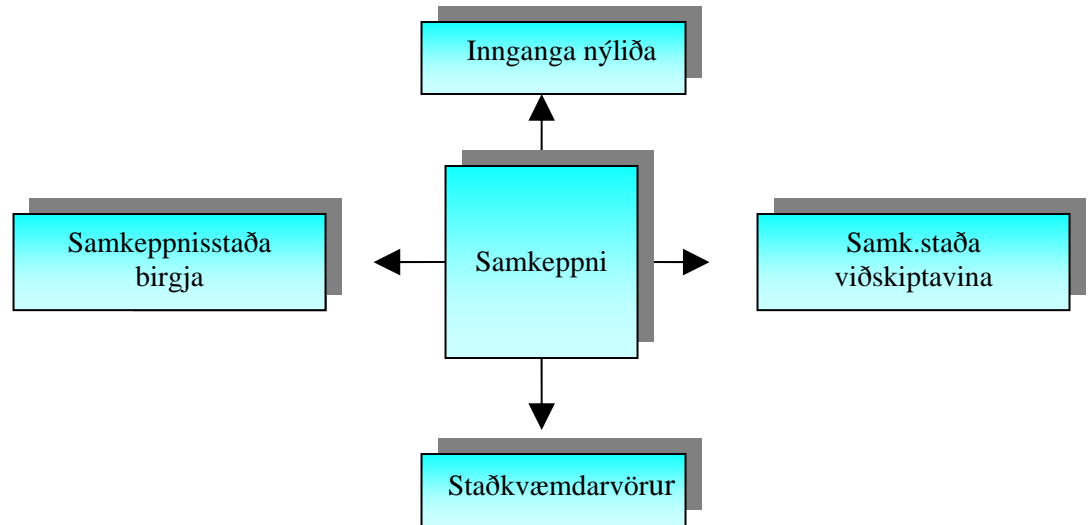 Innganga nýliða
Samkeppnisstaða
birgja
Samkeppni
Samk.staða
viðskiptavina
Staðkvæmdarvörur